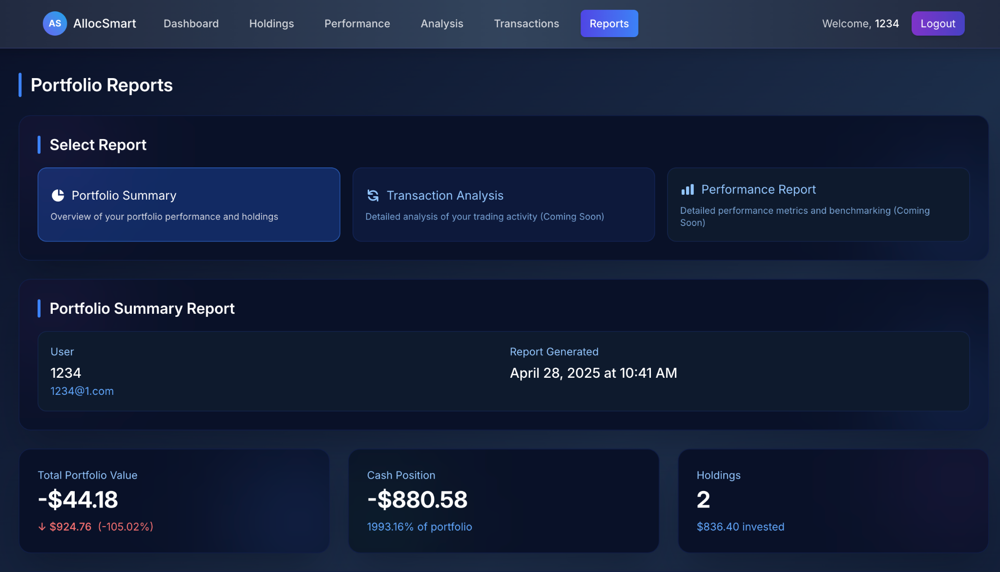 AS AllocSmart Dashboard Holdings Performance Analysis Transactions Reports Welcome, 1234 Logout
Portfolio Reports
Select Report
Portfolio Summary
Overview of your portfolio performance and holdings
Transaction Analysis
Detailed analysis of your trading activity (Coming Soon)
Performance Report
Detailed performance metrics and benchmarking (Coming
Soon)
Portfolio Summary Report
User
1234
1234@1.com
Report Generated
April 28, 2025 at 10:41 AM
Total Portfolio Value
-$44.18
↓ $924.76 (-105.02%)
Cash Position
-$880.58
1993.16% of portfolio
Holdings
2
$836.40 invested